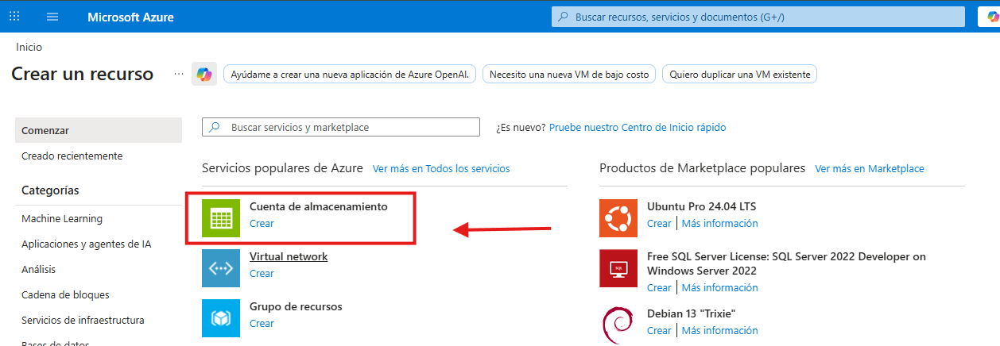 Microsoft Azure
Buscar recursos, servicios y documentos (G+/)
Inicio
Crear un recurso
...
Ayúdame a crear una nueva aplicación de Azure OpenAI.
Necesito una nueva VM de bajo costo
Quiero duplicar una VM existente
Comenzar
Creado recientemente
Categorías
Machine Learning
Aplicaciones y agentes de IA
Análisis
Cadena de bloques
Servicios de infraestructura
Bases de datos
Buscar servicios y marketplace
¿Es nuevo? Pruebe nuestro Centro de Inicio rápido
Servicios populares de Azure Ver más en Todos los servicios
Cuenta de almacenamiento
Crear
Virtual network
Crear
Grupo de recursos
Crear
Productos de Marketplace populares Ver más en Marketplace
Ubuntu Pro 24.04 LTS
Crear | Más información
SQL
Free SQL Server License: SQL Server 2022 Developer on
Windows Server 2022
Crear | Más información
Debian 13 "Trixie"
Crear | Más información